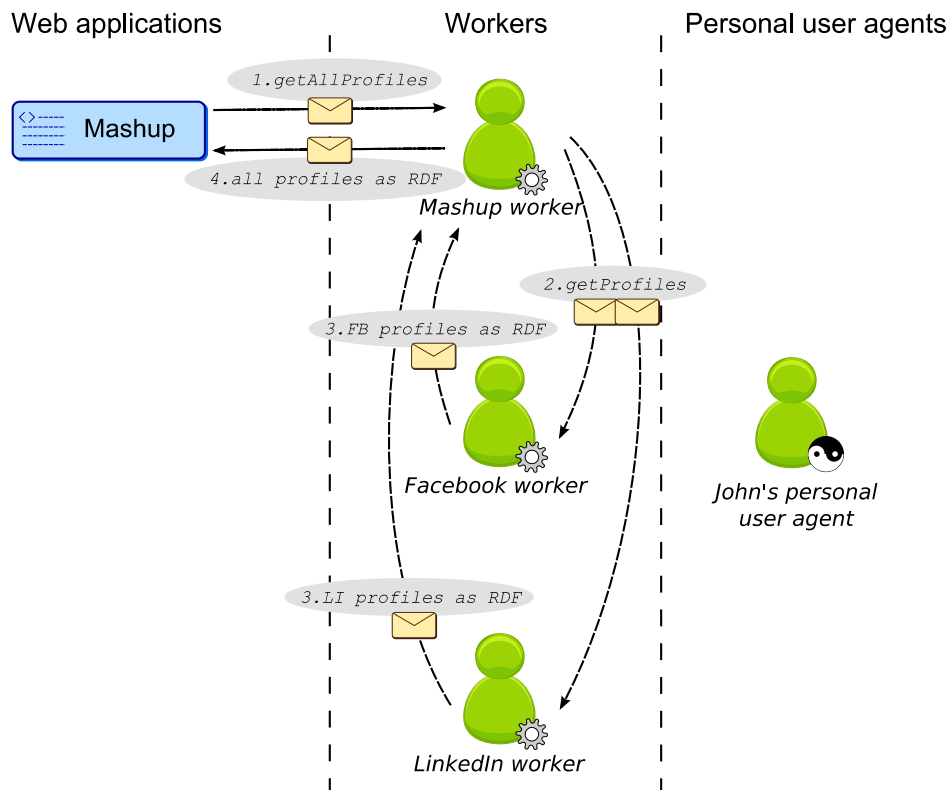 Web applications
Workers
Personal user agents
1.getAllProfiles
<> Mashup
4.all profiles as RDF
Mashup worker
2.getProfiles
3.FB profiles as RDF
Facebook worker
John's personal
user agent
3.LI profiles as RDF
LinkedIn worker